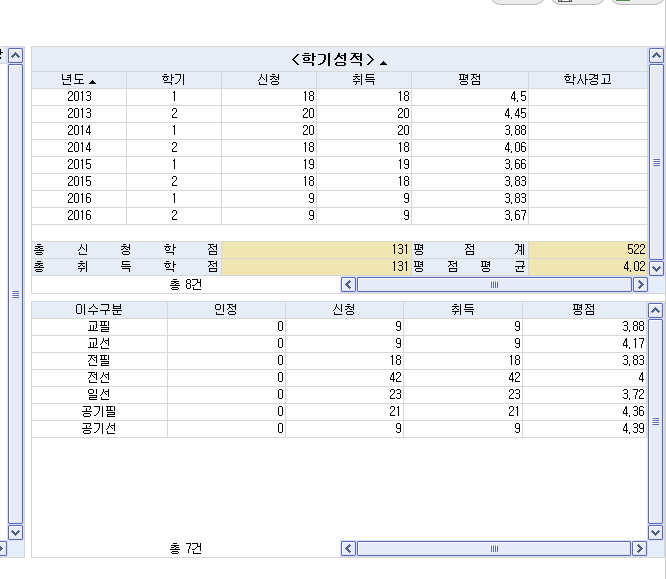 <학기성적> ▲
년도 ▲ 학기 신청 취득 평점 학사경고
2013 1 18 18 4.5
2013 2 20 20 4.45
2014 1 20 20 3.88
2014 2 18 18 4.06
2015 1 19 19 3.66
2015 2 18 18 3.83
2016 1 9 9 3.83
2016 2 9 9 3.67
총 신 청 학 점 131 평 점 계 522
총 취 득 학 점 131 평 점 평 균 4.02
총 8건
이수구분 인정 신청 취득 평점
교필 0 9 9 3.88
교선 0 9 9 4.17
전필 0 18 18 3.83
전선 0 42 42 4
일선 0 23 23 3.72
공기필 0 21 21 4.36
공기선 0 9 9 4.39
총 7건